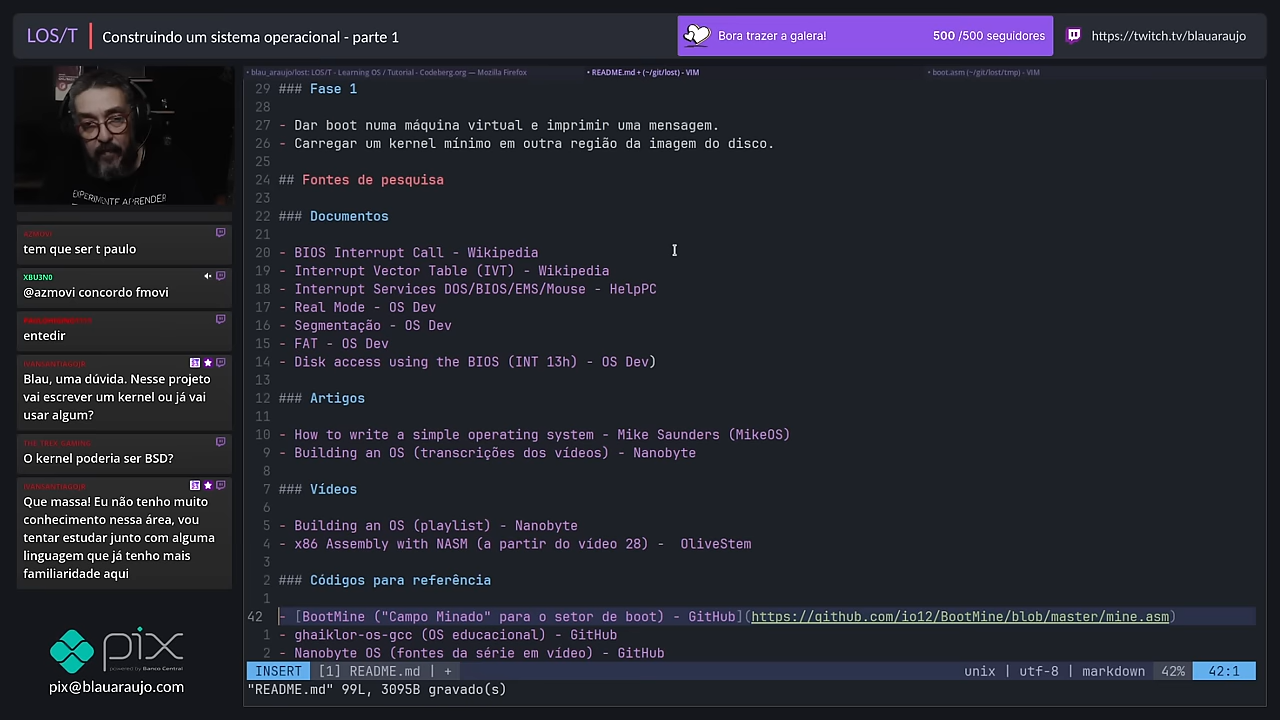 LOS/T
Construindo um sistema operacional - parte 1
Bora trazer a galera!
500 /500 seguidores
https://twitch.tv/blauaraujo
• blau_araujo/lost: LOS/T - Learning OS / Tutorial - Codeberg.org — Mozilla Firefox
• README.md + (~/git/lost) - VIM
• boot.asm (~/git/lost/tmp) - VIM
EXPERIMENTE APRENDER
AZMOVI
tem que ser t paulo
XBU3N0
@azmovi concordo fmovi
entedir
IVANSANTIAGOJR
Blau, uma dúvida. Nesse projeto
vai escrever um kernel ou já vai
usar algum?
THE TREX GAMING
O kernel poderia ser BSD?
IVANSANTIAGOJR
Que massa! Eu não tenho muito
conhecimento nessa área, vou
tentar estudar junto com alguma
linguagem que já tenho mais
familiaridade aqui
pix
powered by Banco Central
pix@blauaraujo.com
29 ### Fase 1
28
27 - Dar boot numa máquina virtual e imprimir uma mensagem.
26 - Carregar um kernel mínimo em outra região da imagem do disco.
25
24 ## Fontes de pesquisa
23
22 ### Documentos
21
20 - BIOS Interrupt Call - Wikipedia
19 - Interrupt Vector Table (IVT) - Wikipedia
18 - Interrupt Services DOS/BIOS/EMS/Mouse - HelpPC
17 - Real Mode - OS Dev
16 - Segmentação - OS Dev
15 - FAT - OS Dev
14 - Disk access using the BIOS (INT 13h) - OS Dev)
13
12 ### Artigos
11
10 - How to write a simple operating system - Mike Saunders (MikeOS)
9 - Building an OS (transcrições dos vídeos) - Nanobyte
8
7 ### Vídeos
6
5 - Building an OS (playlist) - Nanobyte
4 - x86 Assembly with NASM (a partir do vídeo 28) -  OliveStem
3
2 ### Códigos para referência
1
42 - [BootMine ("Campo Minado" para o setor de boot) - GitHub](https://github.com/io12/BootMine/blob/master/mine.asm)
1 - ghaiklor-os-gcc (OS educacional) - GitHub
2 - Nanobyte OS (fontes da série em vídeo) - GitHub
INSERT [1] README.md | + unix | utf-8 | markdown 42% 42:1
"README.md" 99L, 3095B gravado(s)